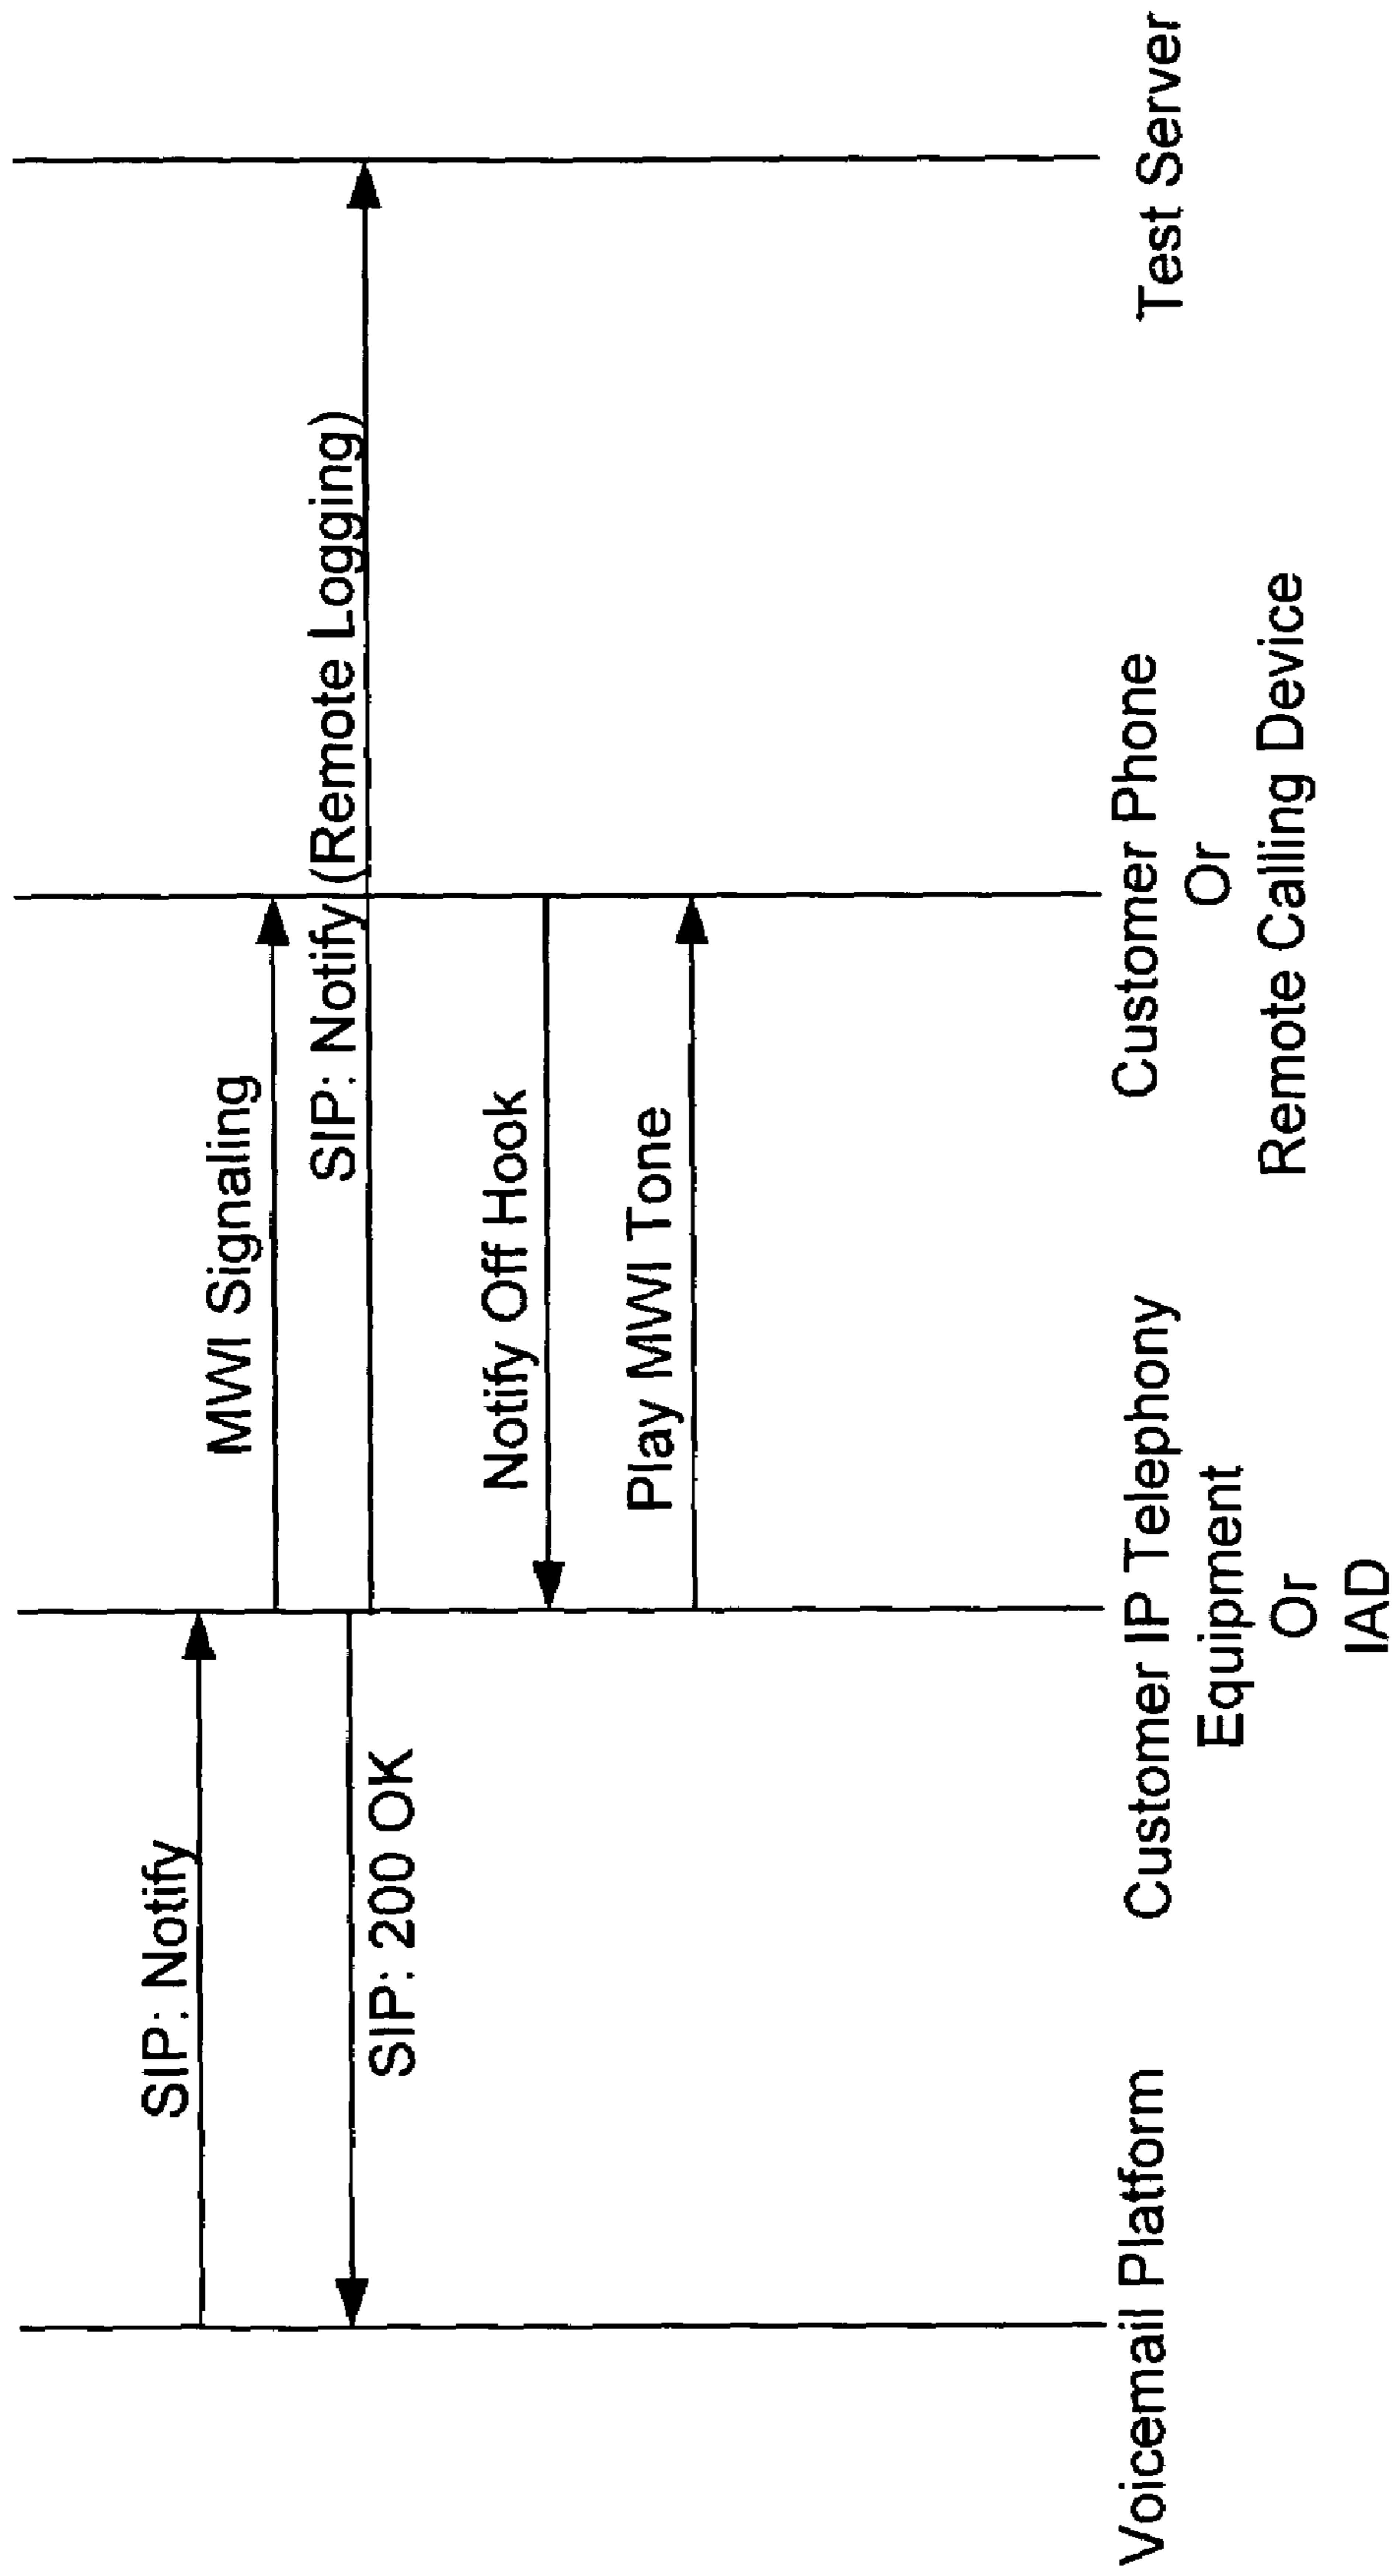 SIP: Notify
MWI Signaling
SIP: Notify (Remote Logging)
SIP: 200 OK
Notify Off Hook
Play MWI Tone
Voicemail Platform
Customer IP Telephony
Equipment
Or
IAD
Customer Phone
Or
Remote Calling Device
Test Server